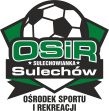 OSiR
SULECHOWIANKA
Sulechów
OŚRODEK SPORTU
I REKREACJI